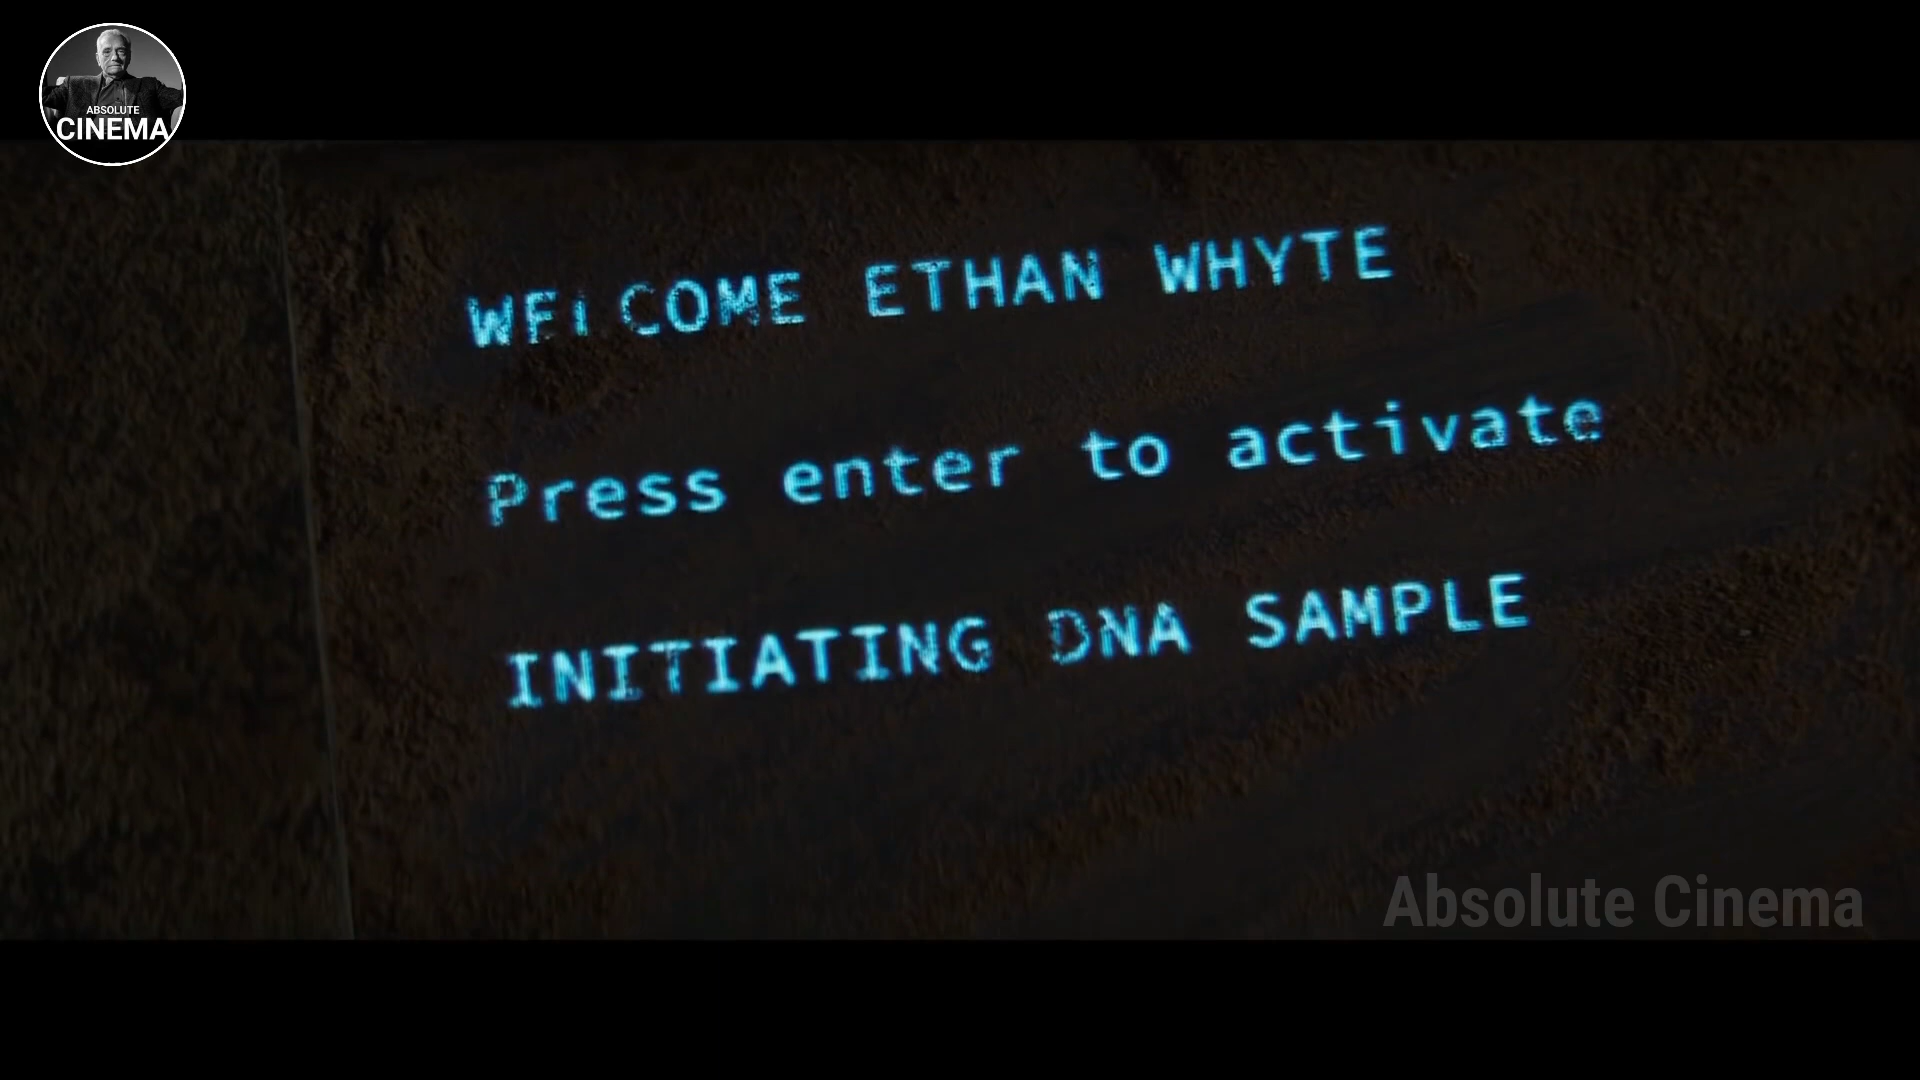 ABSOLUTE
CINEMA
WELCOME ETHAN WHYTE
Press enter to activate
INITIATING DNA SAMPLE
Absolute Cinema